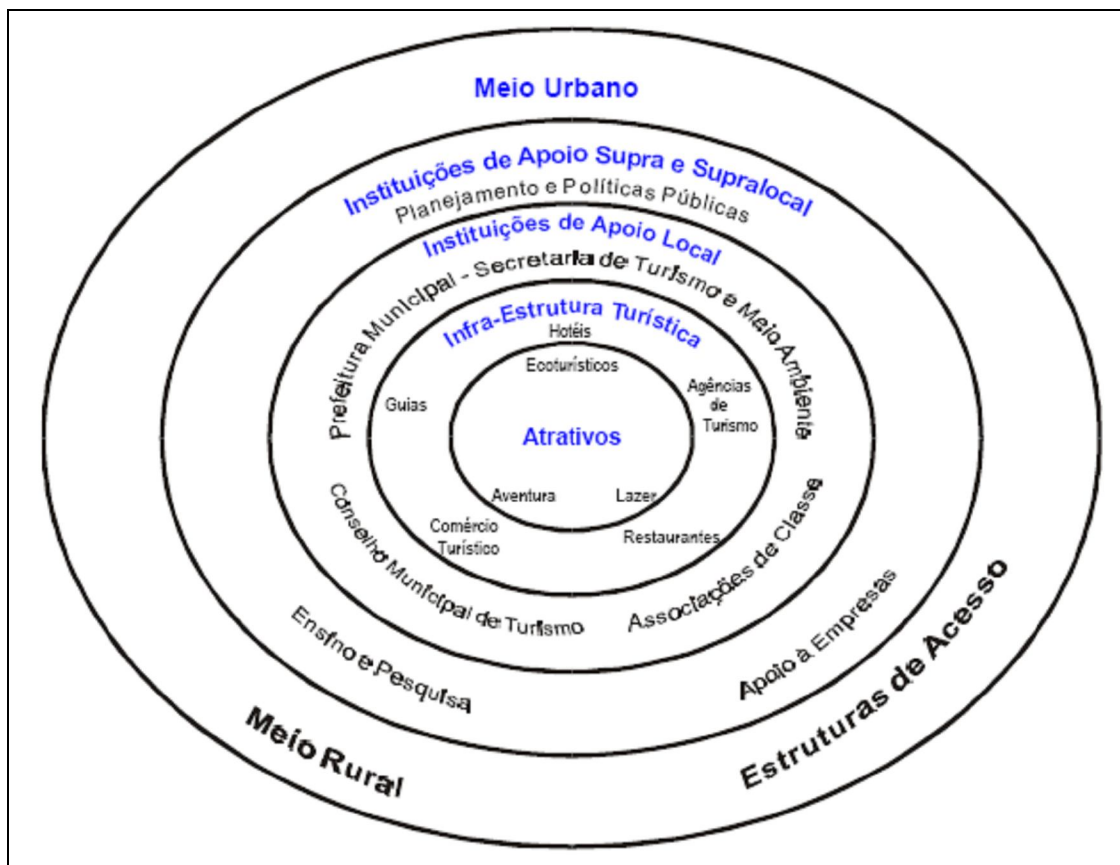 Meio Urbano
Instituições de Apoio Supra e Supralocal
Planejamento e Políticas Públicas
Instituições de Apoio Local
Prefeitura Municipal - Secretaria de Turismo e Meio Ambiente
Infra-Estrutura Turística
Hotéis
Ecoturísticos
Guias
Agências
de
Turismo
Atrativos
Aventura
Lazer
Comércio
Turístico
Restaurantes
Conselho Municipal de Turismo
Associações de Classe
Ensino e Pesquisa
Apoio à Empresas
Meio Rural
Estruturas de Acesso